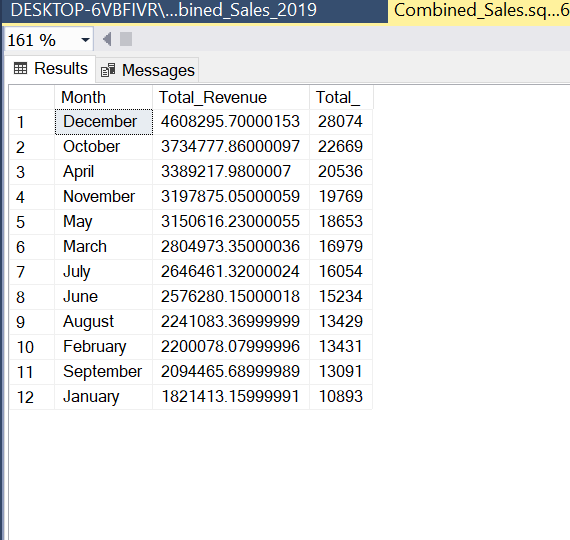 DESKTOP-6VBFIVR\...bined_Sales_2019 Combined_Sales.sq...6
161 %
Results Messages
Month Total_Revenue Total_
1 December 4608295.70000153 28074
2 October 3734777.86000097 22669
3 April 3389217.9800007 20536
4 November 3197875.05000059 19769
5 May 3150616.23000055 18653
6 March 2804973.35000036 16979
7 July 2646461.32000024 16054
8 June 2576280.15000018 15234
9 August 2241083.36999999 13429
10 February 2200078.07999996 13431
11 September 2094465.68999989 13091
12 January 1821413.15999991 10893